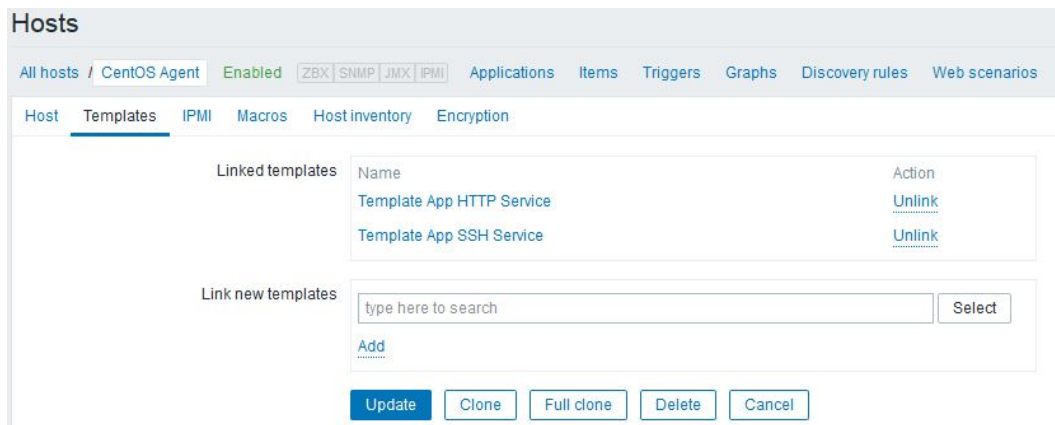 Hosts
All hosts / CentOS Agent Enabled ZBX SNMP JMX IPMI Applications Items Triggers Graphs Discovery rules Web scenarios
Host Templates IPMI Macros Host inventory Encryption
Linked templates Name Action
Template App HTTP Service Unlink
Template App SSH Service Unlink
Link new templates type here to search Select
Add
Update Clone Full clone Delete Cancel